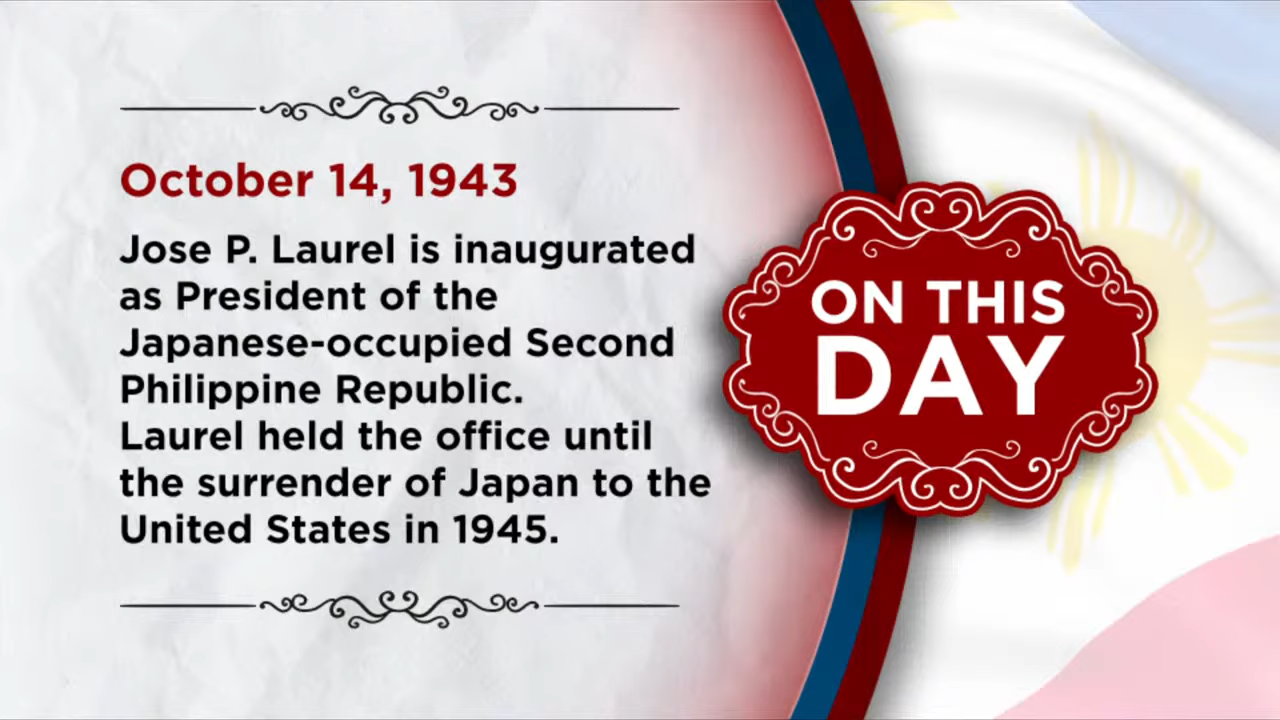 October 14, 1943
Jose P. Laurel is inaugurated
as President of the
Japanese-occupied Second
Philippine Republic.
Laurel held the office until
the surrender of Japan to the
United States in 1945.
ON THIS
DAY